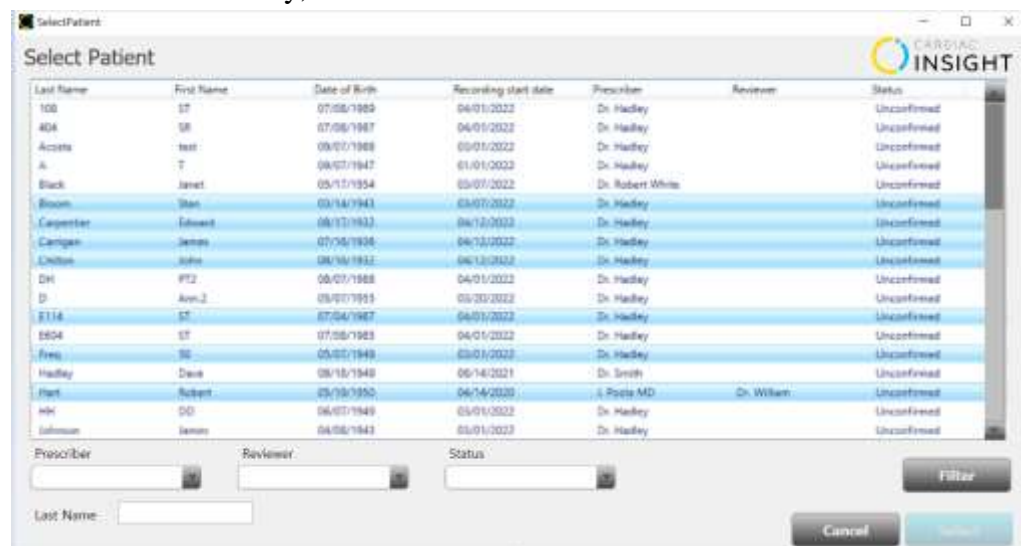 SelectPatient
Select Patient
CARDIAC
INSIGHT
Last Name First Name Date of Birth Recording start date Prescriber Reviewer Status
108 ST 07/08/1989 04/01/2022 Dr. Hadley Unconfirmed
404 SR 07/08/1987 04/01/2022 Dr. Hadley Unconfirmed
Acosta test 09/07/1988 03/01/2022 Dr. Hadley Unconfirmed
A T 09/07/1947 01/01/2022 Dr. Hadley Unconfirmed
Black Janet 05/17/1954 03/07/2022 Dr. Robert White Unconfirmed
Bloom Stan 03/14/1943 03/07/2022 Dr. Hadley Unconfirmed
Carpenter Edward 08/17/1932 04/12/2022 Dr. Hadley Unconfirmed
Carrigan James 07/16/1936 04/12/2022 Dr. Hadley Unconfirmed
Chilton John 08/16/1932 04/12/2022 Dr. Hadley Unconfirmed
DH PT2 08/07/1988 04/01/2022 Dr. Hadley Unconfirmed
D Ann.2 05/07/1955 03/20/2022 Dr. Hadley Unconfirmed
E114 ST 07/04/1987 04/01/2022 Dr. Hadley Unconfirmed
E604 ST 07/08/1985 04/01/2022 Dr. Hadley Unconfirmed
Freq 05/07/1949 03/01/2022 Dr. Hadley Unconfirmed
Hadley Dave 08/18/1948 06/14/2021 Dr. Smith Unconfirmed
Hart Robert 05/19/1950 04/14/2020 J. Poole MD Dr. William Unconfirmed
HH DD 06/07/1949 03/01/2022 Dr. Hadley Unconfirmed
Johnson James 04/08/1943 03/01/2022 Dr. Hadley Unconfirmed
Prescriber Reviewer Status
Filter
Last Name
Cancel Select